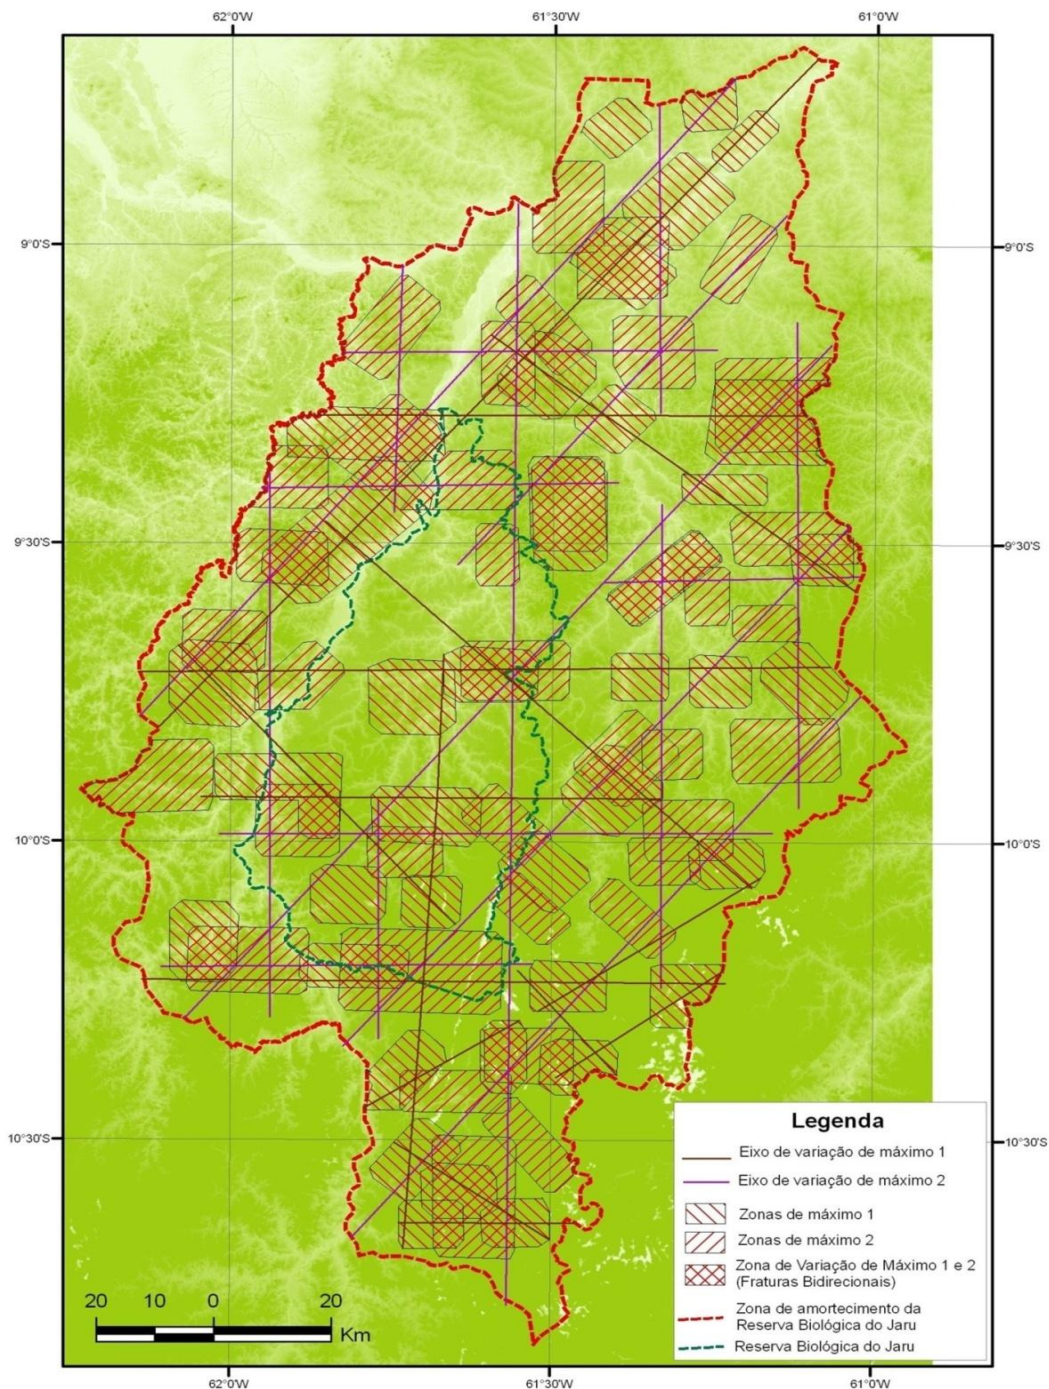 62°0'W 61°30'W 61°0'W
9°0'S 9°0'S
9°30'S 9°30'S
10°0'S 10°0'S
10°30'S 10°30'S
Legenda
Eixo de variação de máximo 1
Eixo de variação de máximo 2
Zonas de máximo 1
Zonas de máximo 2
Zona de Variação de Máximo 1 e 2
(Fraturas Bidirecionais)
Zona de amortecimento da
Reserva Biológica do Jaru
Reserva Biológica do Jaru
20 10 0 20
Km
62°0'W 61°30'W 61°0'W